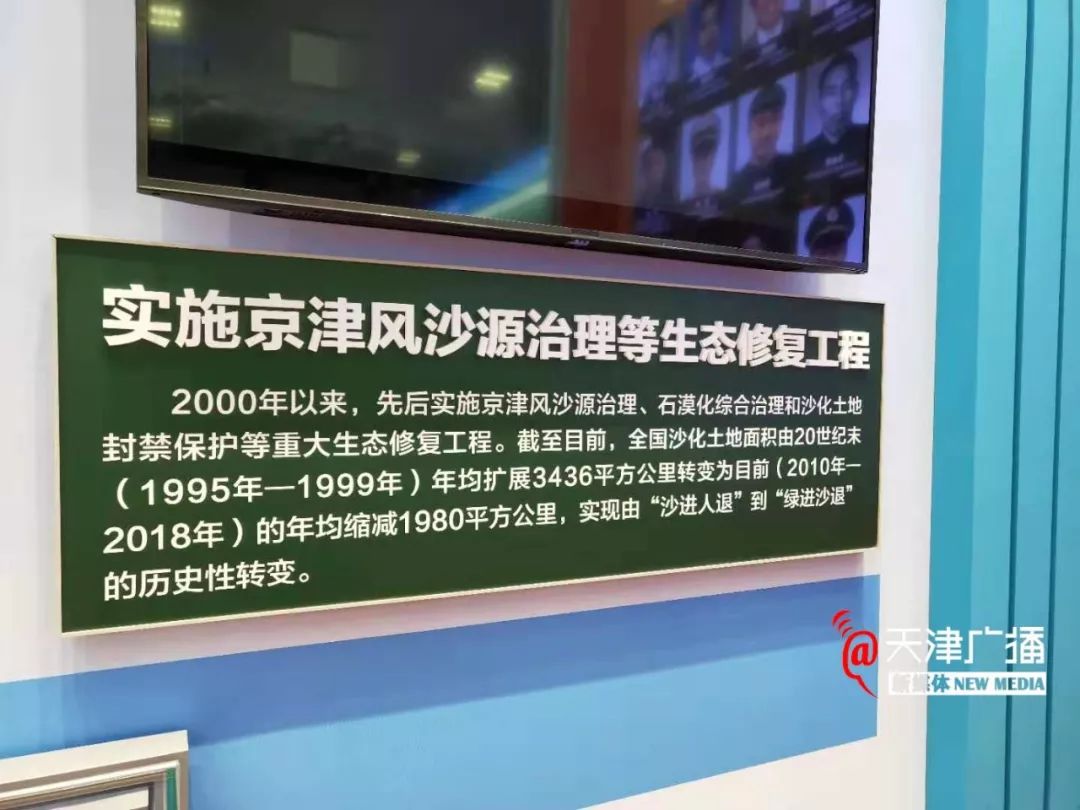 实施京津风沙源治理等生态修复工程
2000年以来，先后实施京津风沙源治理、石漠化综合治理和沙化土地
封禁保护等重大生态修复工程。截至目前，全国沙化土地面积由20世纪末
（1995年—1999年）年均扩展3436平方公里转变为目前（2010年—
2018年）的年均缩减1980平方公里，实现由“沙进人退”到“绿进沙退”
的历史性转变。
@天津广播
新媒体 NEW MEDIA